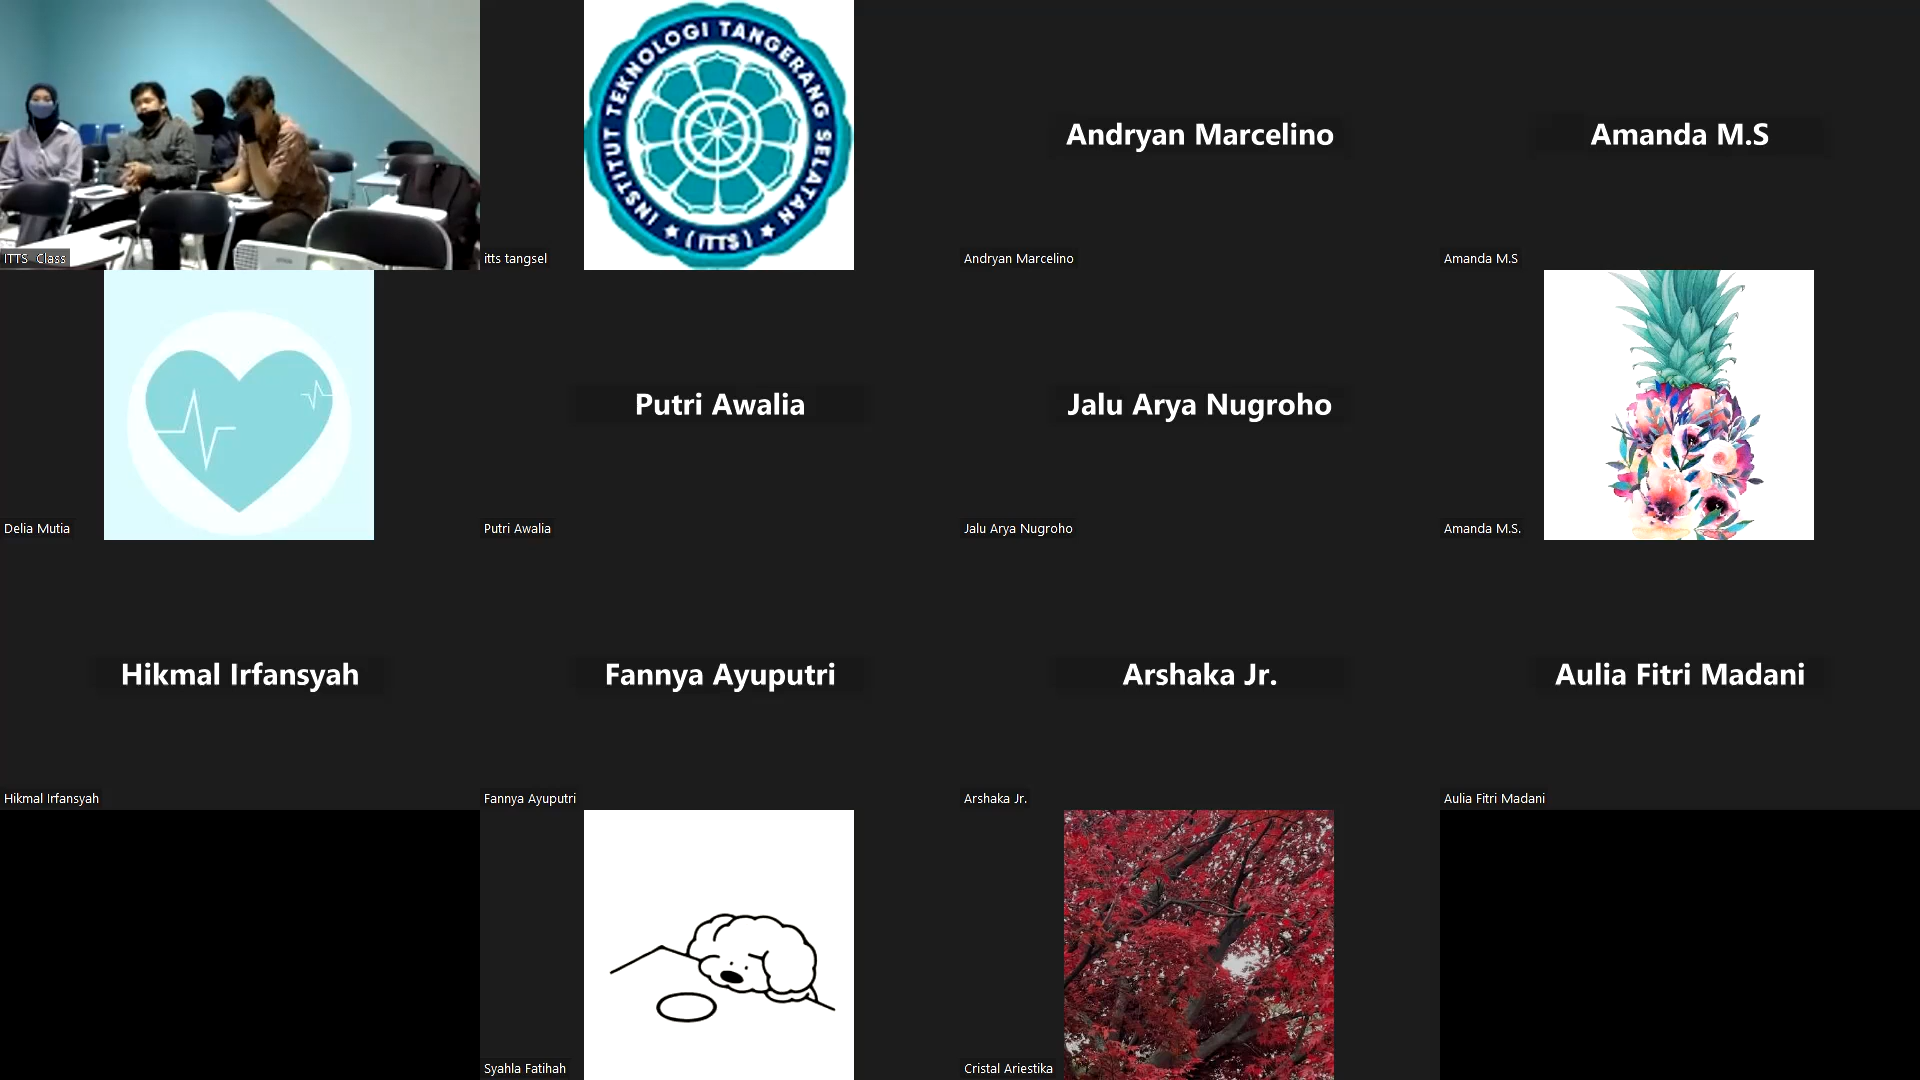 INSTITUT TEKNOLOGI TANGERANG SELATAN
★ (ITTS) ★
Andryan Marcelino
Amanda M.S
ITTS Class
itts tangsel
Andryan Marcelino
Amanda M.S
Putri Awalia
Jalu Arya Nugroho
Delia Mutia
Putri Awalia
Jalu Arya Nugroho
Amanda M.S.
Hikmal Irfansyah
Fannya Ayuputri
Arshaka Jr.
Aulia Fitri Madani
Hikmal Irfansyah
Fannya Ayuputri
Arshaka Jr.
Aulia Fitri Madani
Syahla Fatihah
Cristal Ariestika